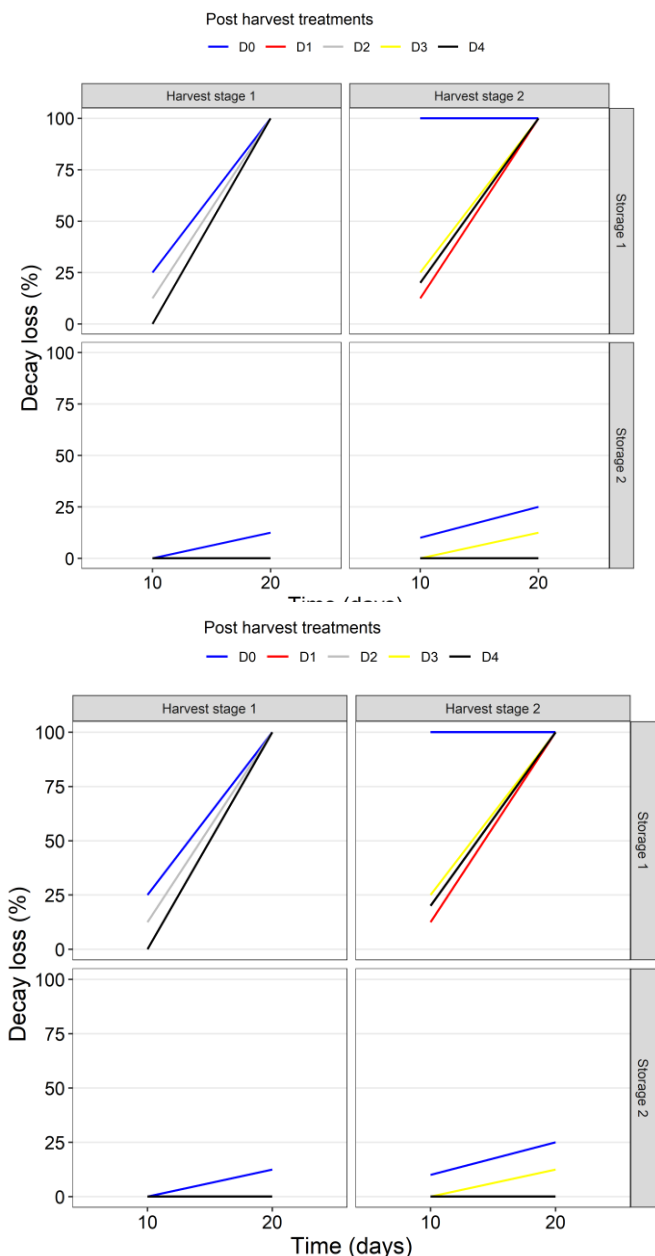 Post harvest treatments
D0 D1 D2 D3 D4
Harvest stage 1 Harvest stage 2
100
75
50
25
0
Storage 1
100
75
50
25
0
Storage 2
Decay loss (%)
10 20 10 20
Time (days)
Post harvest treatments
D0 D1 D2 D3 D4
Harvest stage 1 Harvest stage 2
100
75
50
25
0
Storage 1
100
75
50
25
0
Storage 2
Decay loss (%)
10 20 10 20
Time (days)